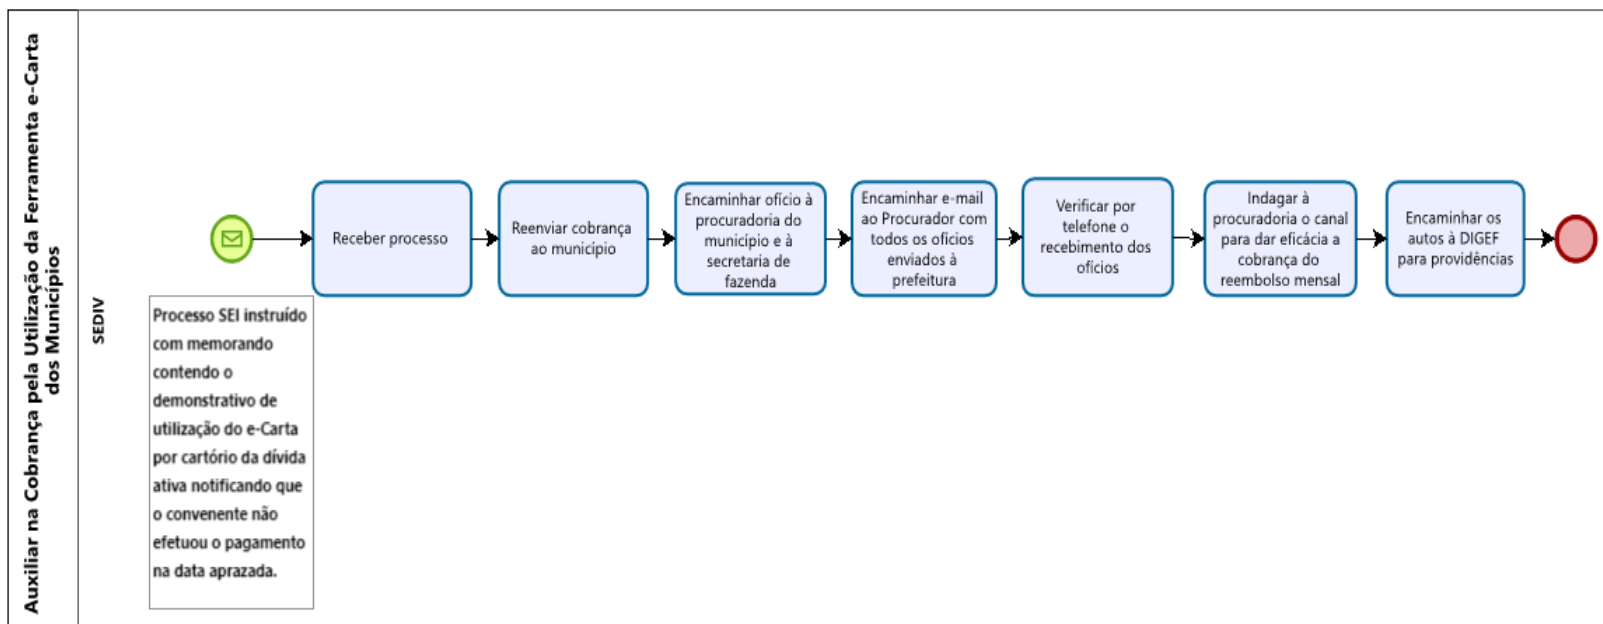 Auxiliar na Cobrança pela Utilização da Ferramenta e-Carta
dos Municípios
SEDIV
Processo SEI instruído
com memorando
contendo o
demonstrativo de
utilização do e-Carta
por cartório da dívida
ativa notificando que
o convenente não
efetuou o pagamento
na data aprazada.
Receber processo
Reenviar cobrança
ao município
Encaminhar ofício à
procuradoria do
município e à
secretaria de
fazenda
Encaminhar e-mail
ao Procurador com
todos os ofícios
enviados à
prefeitura
Verificar por
telefone o
recebimento dos
ofícios
Indagar à
procuradoria o canal
para dar eficácia a
cobrança do
reembolso mensal
Encaminhar os
autos à DIGEF
para providências